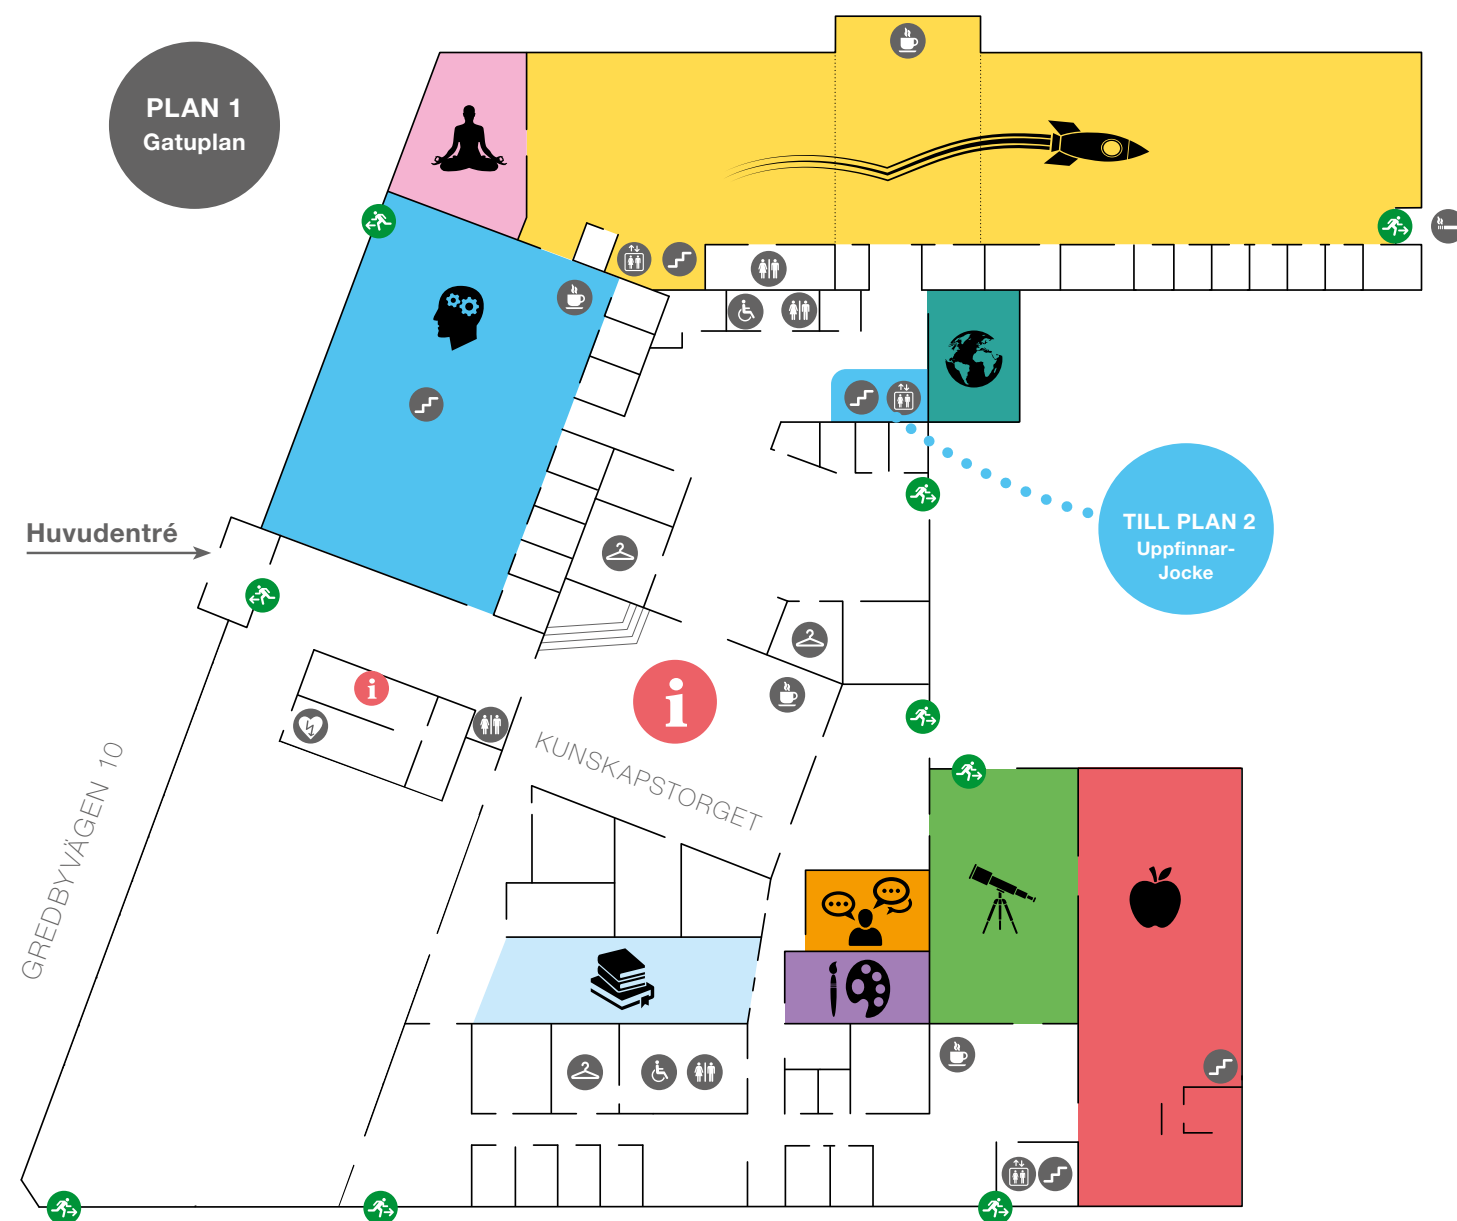 PLAN 1
Gatuplan
Huvudentré
TILL PLAN 2
Uppfinnar-
Jocke
i
i
KUNSKAPSTORGET
GREDBYVÄGEN 10